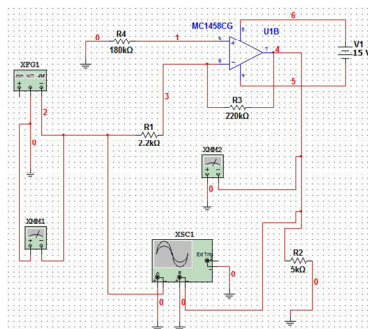 MC1458CG
6
R4
U1B
0
1
180kΩ
4
V1
15 V
5
XFG1
3
R3
220kΩ
2
R1
2.2kΩ
0
XMM2
0
XMM1
XSC1
Ext Trig
R2
5kΩ
0
0
0
0